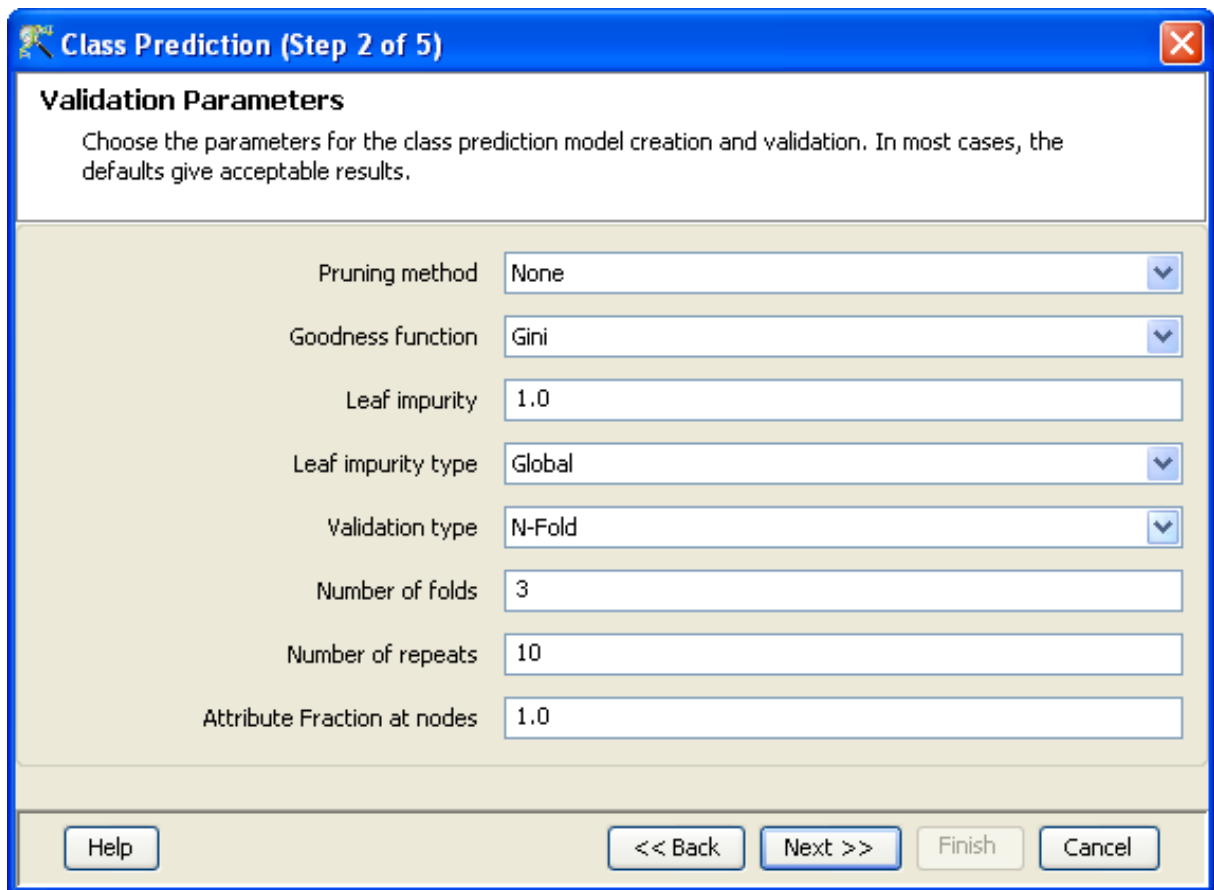 Class Prediction (Step 2 of 5)
Validation Parameters
Choose the parameters for the class prediction model creation and validation. In most cases, the
defaults give acceptable results.
Pruning method None
Goodness function Gini
Leaf impurity 1.0
Leaf impurity type Global
Validation type N-Fold
Number of folds 3
Number of repeats 10
Attribute Fraction at nodes 1.0
Help << Back Next >> Finish Cancel